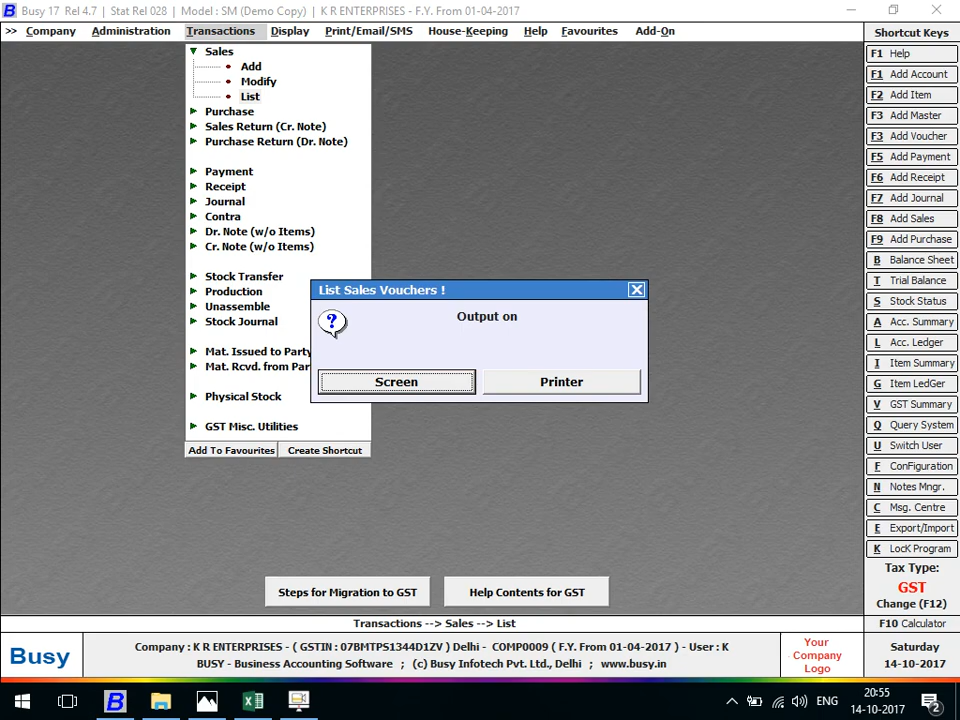 Busy 17 Rel 4.7 | Stat Rel 028 | Model : SM (Demo Copy) | K R ENTERPRISES - F.Y. From 01-04-2017
>> Company Administration Transactions Display Print/Email/SMS House-Keeping Help Favourites Add-On
Sales
Add
Modify
List
Purchase
Sales Return (Cr. Note)
Purchase Return (Dr. Note)
Payment
Receipt
Journal
Contra
Dr. Note (w/o Items)
Cr. Note (w/o Items)
Stock Transfer
Production
Unassemble
Stock Journal
Mat. Issued to Party
Mat. Rcvd. from Par
Physical Stock
GST Misc. Utilities
Add To Favourites Create Shortcut
List Sales Vouchers !
Output on
Screen Printer
Steps for Migration to GST Help Contents for GST
Shortcut Keys
F1 Help
F1 Add Account
F2 Add Item
F3 Add Master
F3 Add Voucher
F5 Add Payment
F6 Add Receipt
F7 Add Journal
F8 Add Sales
F9 Add Purchase
B Balance Sheet
T Trial Balance
S Stock Status
A Acc. Summary
L Acc. Ledger
I Item Summary
G Item LedGer
V GST Summary
Q Query System
U Switch User
F ConFiguration
N Notes Mngr.
C Msg. Centre
E Export/Import
K LocK Program
Tax Type:
GST
Change (F12)
F10 Calculator
Transactions --> Sales --> List
Busy
Company : K R ENTERPRISES - ( GSTIN : 07BMTPS1344D1ZV ) Delhi - COMP0009 ( F.Y. From 01-04-2017 ) - User : K
BUSY - Business Accounting Software ; (c) Busy Infotech Pvt. Ltd., Delhi ; www.busy.in
Your
Company
Logo
Saturday
14-10-2017
B
ENG
20:55
14-10-2017
2